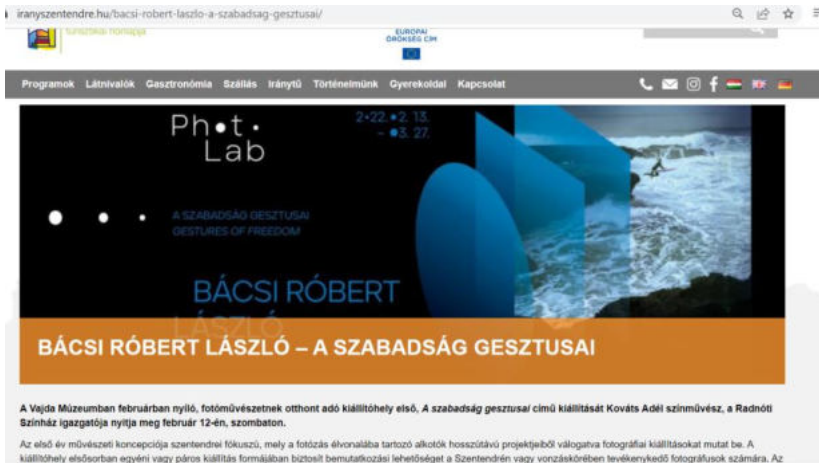 iranyszentendre.hu/bacsi-robert-laszlo-a-szabadsag-gesztusai/
turisztikai honlapja
EURÓPAI
ÖRÖKSÉG CÍM
Programok Látnivalók Gasztronómia Szállás Iránytű Történelmünk Gyerekoldal Kapcsolat
Ph•t•
Lab
2•22. •2. 13.
– •3. 27.
A SZABADSÁG GESZTUSAI
GESTURES OF FREEDOM
BÁCSI RÓBERT
LÁSZLÓ
BÁCSI RÓBERT LÁSZLÓ – A SZABADSÁG GESZTUSAI
A Vajda Múzeumban februárban nyíló, fotóművészetnek otthont adó kiállítóhely első, A szabadság gesztusai című kiállítását Kováts Adél színművész, a Radnóti
Színház igazgatója nyitja meg február 12-én, szombaton.
Az első év művészeti koncepciója szentendrei fókuszú, mely a fotózás élvonalába tartozó alkotók hosszútávú projektjeiből válogatva fotográfiai kiállításokat mutat be. A
kiállítóhely elsősorban egyéni vagy páros kiállítás formájában biztosít bemutatkozási lehetőséget a Szentendrén vagy vonzáskörében tevékenykedő fotográfusok számára. Az